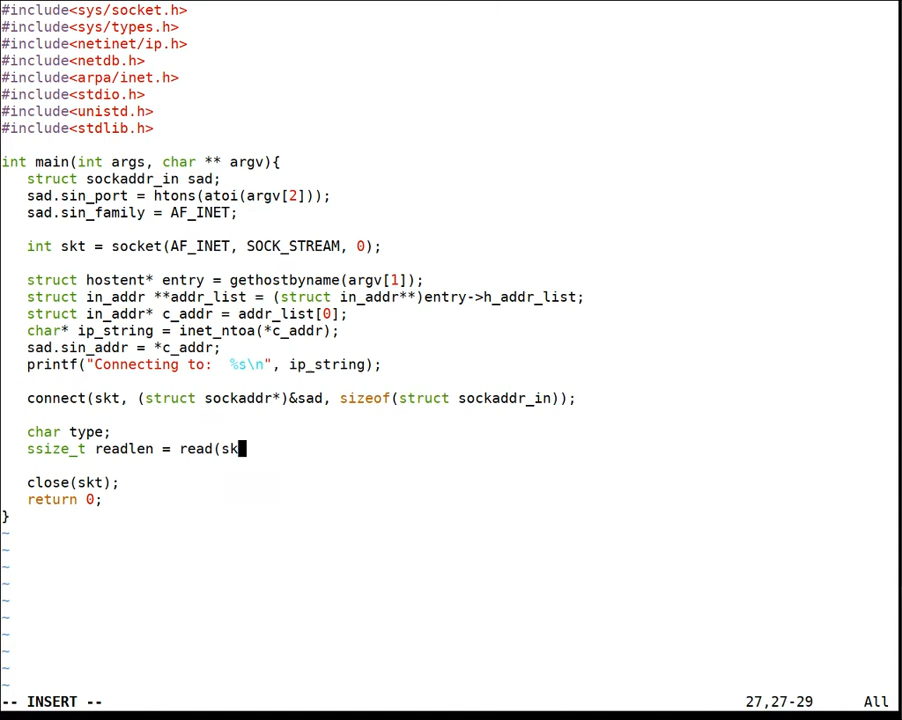 #include<sys/socket.h>
#include<sys/types.h>
#include<netinet/ip.h>
#include<netdb.h>
#include<arpa/inet.h>
#include<stdio.h>
#include<unistd.h>
#include<stdlib.h>

int main(int args, char ** argv){
   struct sockaddr_in sad;
   sad.sin_port = htons(atoi(argv[2]));
   sad.sin_family = AF_INET;

   int skt = socket(AF_INET, SOCK_STREAM, 0);

   struct hostent* entry = gethostbyname(argv[1]);
   struct in_addr **addr_list = (struct in_addr**)entry->h_addr_list;
   struct in_addr* c_addr = addr_list[0];
   char* ip_string = inet_ntoa(*c_addr);
   sad.sin_addr = *c_addr;
   printf("Connecting to:  %s\n", ip_string);

   connect(skt, (struct sockaddr*)&sad, sizeof(struct sockaddr_in));

   char type;
   ssize_t readlen = read(sk

   close(skt);
   return 0;
}
~
~
~
~
~
~
~
~
~
~
-- INSERT -- 27,27-29 All